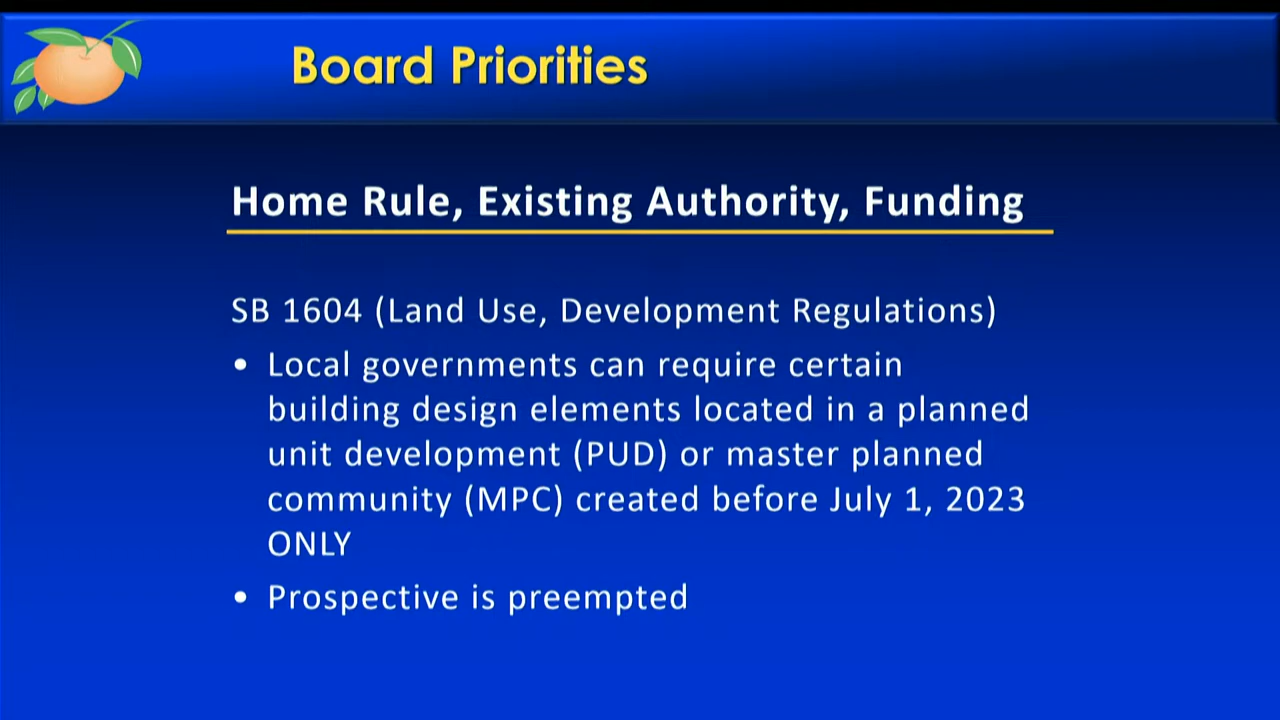 Board Priorities
Home Rule, Existing Authority, Funding
SB 1604 (Land Use, Development Regulations)
• Local governments can require certain
building design elements located in a planned
unit development (PUD) or master planned
community (MPC) created before July 1, 2023
ONLY
• Prospective is preempted